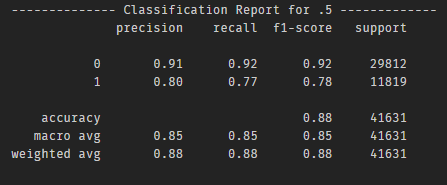 -------------- Classification Report for .5 -------------
precision recall f1-score support
0 0.91 0.92 0.92 29812
1 0.80 0.77 0.78 11819
accuracy 0.88 41631
macro avg 0.85 0.85 0.85 41631
weighted avg 0.88 0.88 0.88 41631